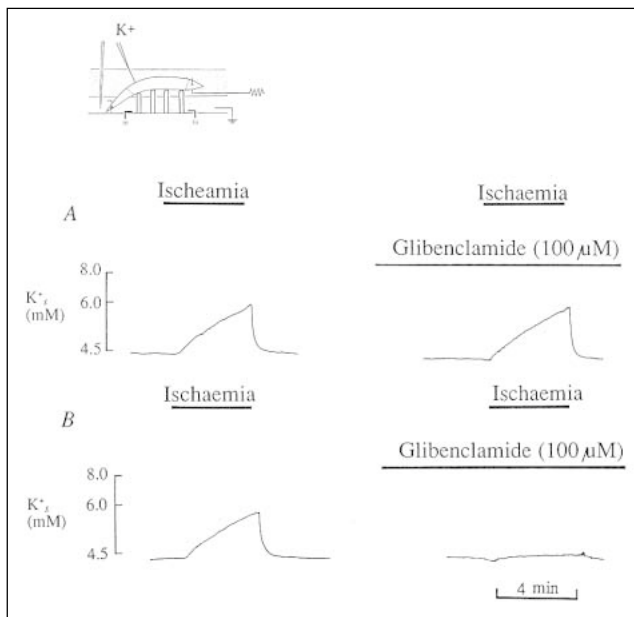 K+
Ischeamia
Ischaemia
A
Glibenclamide (100 μM)
8.0
K⁺s
6.0
(mM)
4.5
Ischaemia
Ischaemia
B
Glibenclamide (100 μM)
8.0
K⁺s
6.0
(mM)
4.5
4 min